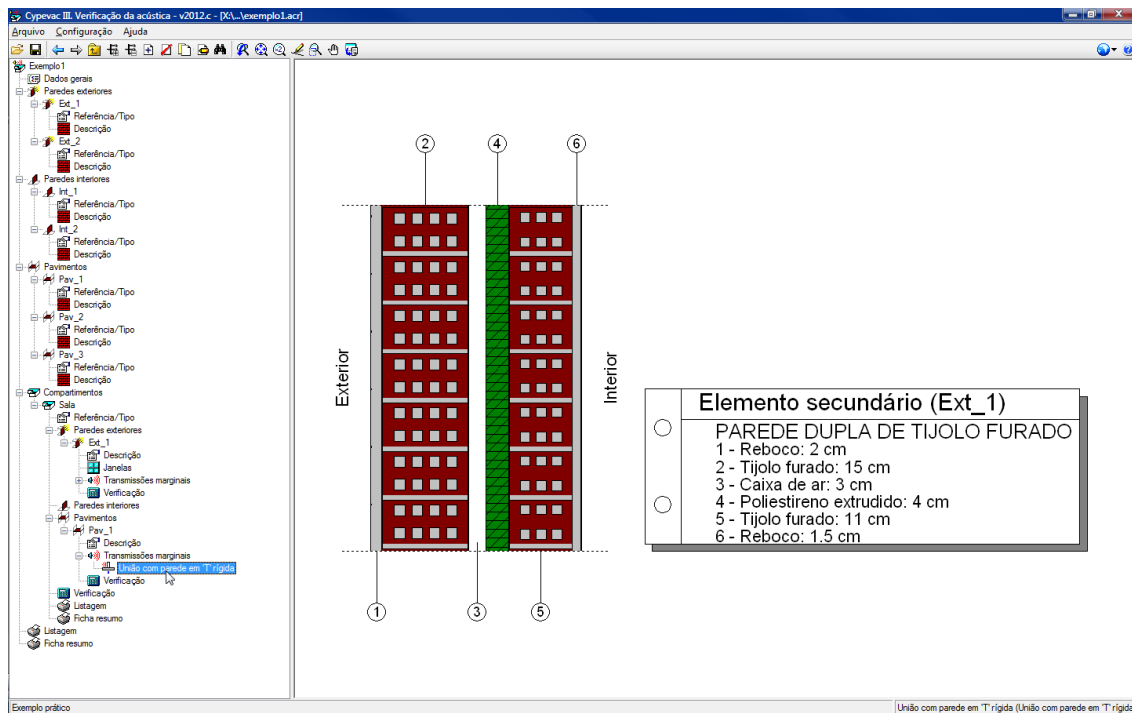 Cypevac III. Verificação da acústica - v2012.c - [X:\...\exemplo1.acr]
Arquivo Configuração Ajuda
Exemplo1
Dados gerais
Paredes exteriores
Ext_1
Referência/Tipo
Descrição
Ext_2
Referência/Tipo
Descrição
Paredes interiores
Int_1
Referência/Tipo
Descrição
Int_2
Referência/Tipo
Descrição
Pavimentos
Pav_1
Referência/Tipo
Descrição
Pav_2
Referência/Tipo
Descrição
Pav_3
Referência/Tipo
Descrição
Compartimentos
Sala
Referência/Tipo
Paredes exteriores
Ext_1
Descrição
Janelas
Transmissões marginais
Verificação
Paredes interiores
Pavimentos
Pav_1
Descrição
Transmissões marginais
União com parede em 'T' rígida
Verificação
Verificação
Listagem
Ficha resumo
Listagem
Ficha resumo
2 4 6
Exterior
Interior
1 3 5
Elemento secundário (Ext_1)
PAREDE DUPLA DE TIJOLO FURADO
1 - Reboco: 2 cm
2 - Tijolo furado: 15 cm
3 - Caixa de ar: 3 cm
4 - Poliestireno extrudido: 4 cm
5 - Tijolo furado: 11 cm
6 - Reboco: 1.5 cm
Exemplo prático
União com parede em 'T' rígida (União com parede em 'T' rígida